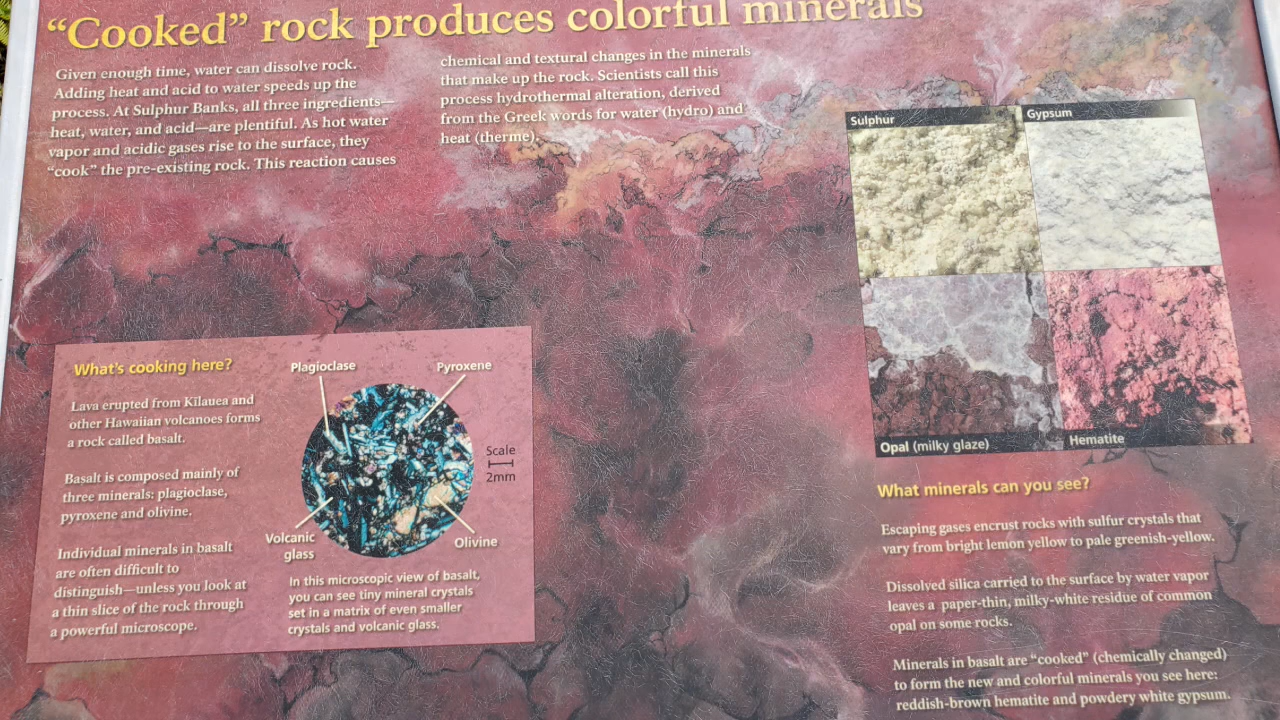 “Cooked” rock produces colorful minerals
Given enough time, water can dissolve rock.
Adding heat and acid to water speeds up the
process. At Sulphur Banks, all three ingredients—
heat, water, and acid—are plentiful. As hot water
vapor and acidic gases rise to the surface, they
“cook” the pre-existing rock. This reaction causes
chemical and textural changes in the minerals
that make up the rock. Scientists call this
process hydrothermal alteration, derived
from the Greek words for water (hydro) and
heat (therme).
Sulphur
Gypsum
Opal (milky glaze)
Hematite
What's cooking here?
Lava erupted from Kīlauea and
other Hawaiian volcanoes forms
a rock called basalt.
Basalt is composed mainly of
three minerals: plagioclase,
pyroxene and olivine.
Individual minerals in basalt
are often difficult to
distinguish—unless you look at
a thin slice of the rock through
a powerful microscope.
Plagioclase
Pyroxene
Scale
2mm
Volcanic
glass
Olivine
In this microscopic view of basalt,
you can see tiny mineral crystals
set in a matrix of even smaller
crystals and volcanic glass.
What minerals can you see?
Escaping gases encrust rocks with sulfur crystals that
vary from bright lemon yellow to pale greenish-yellow.
Dissolved silica carried to the surface by water vapor
leaves a paper-thin, milky-white residue of common
opal on some rocks.
Minerals in basalt are “cooked” (chemically changed)
to form the new and colorful minerals you see here:
reddish-brown hematite and powdery white gypsum.